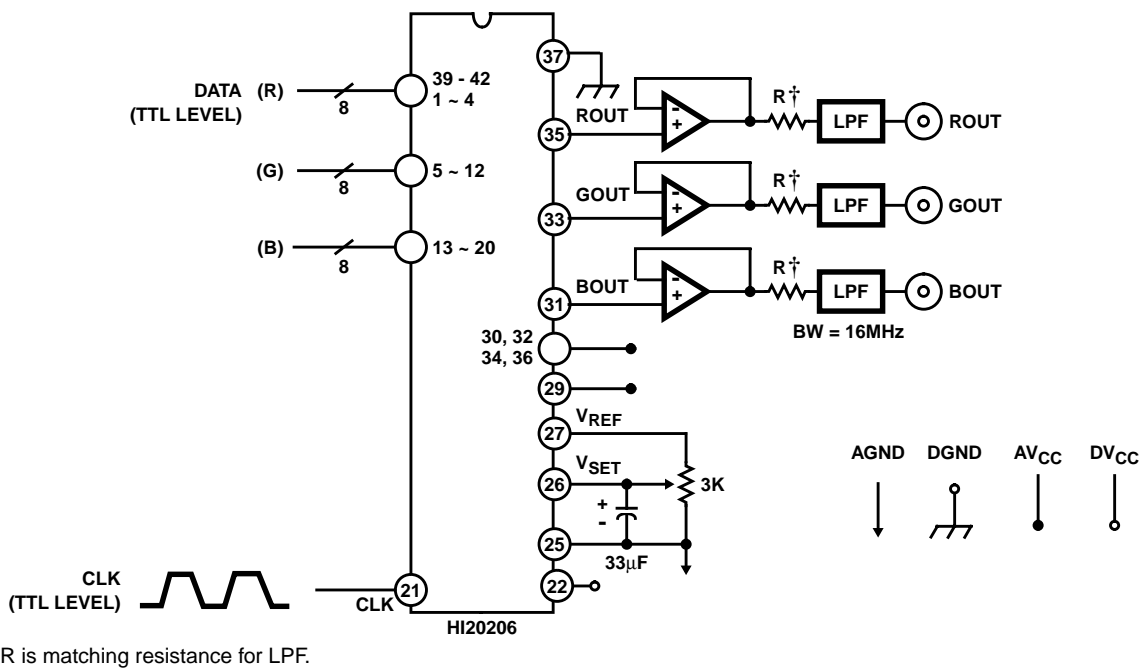 37
39 - 42
1 ~ 4
DATA (R)
(TTL LEVEL)
8
ROUT
35
-
+
R†
LPF
ROUT
(G)
8
5 ~ 12
GOUT
33
-
+
R†
LPF
GOUT
(B)
8
13 ~ 20
BOUT
31
-
+
R†
LPF
BOUT
BW = 16MHz
30, 32
34, 36
29
VREF
27
VSET
26
3K
+
-
25
33µF
22
AGND DGND AVCC DVCC
CLK
(TTL LEVEL)
CLK
21
HI20206
R is matching resistance for LPF.